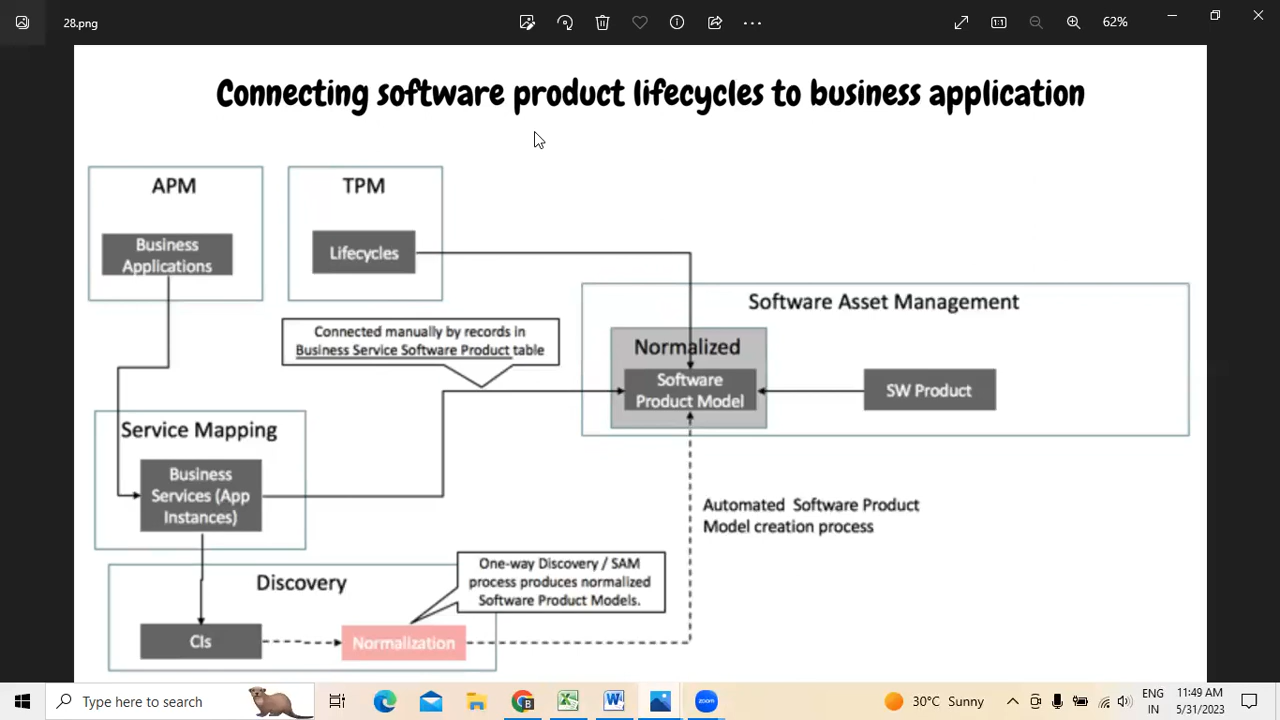 28.png
62%
Connecting software product lifecycles to business application
APM
Business
Applications
TPM
Lifecycles
Connected manually by records in
Business Service Software Product table
Software Asset Management
Normalized
Software
Product Model
SW Product
Service Mapping
Business
Services (App
Instances)
Automated Software Product
Model creation process
One-way Discovery / SAM
process produces normalized
Software Product Models.
Discovery
CIs
Normalization
Type here to search
zoom
30°C Sunny
ENG
IN
11:49 AM
5/31/2023